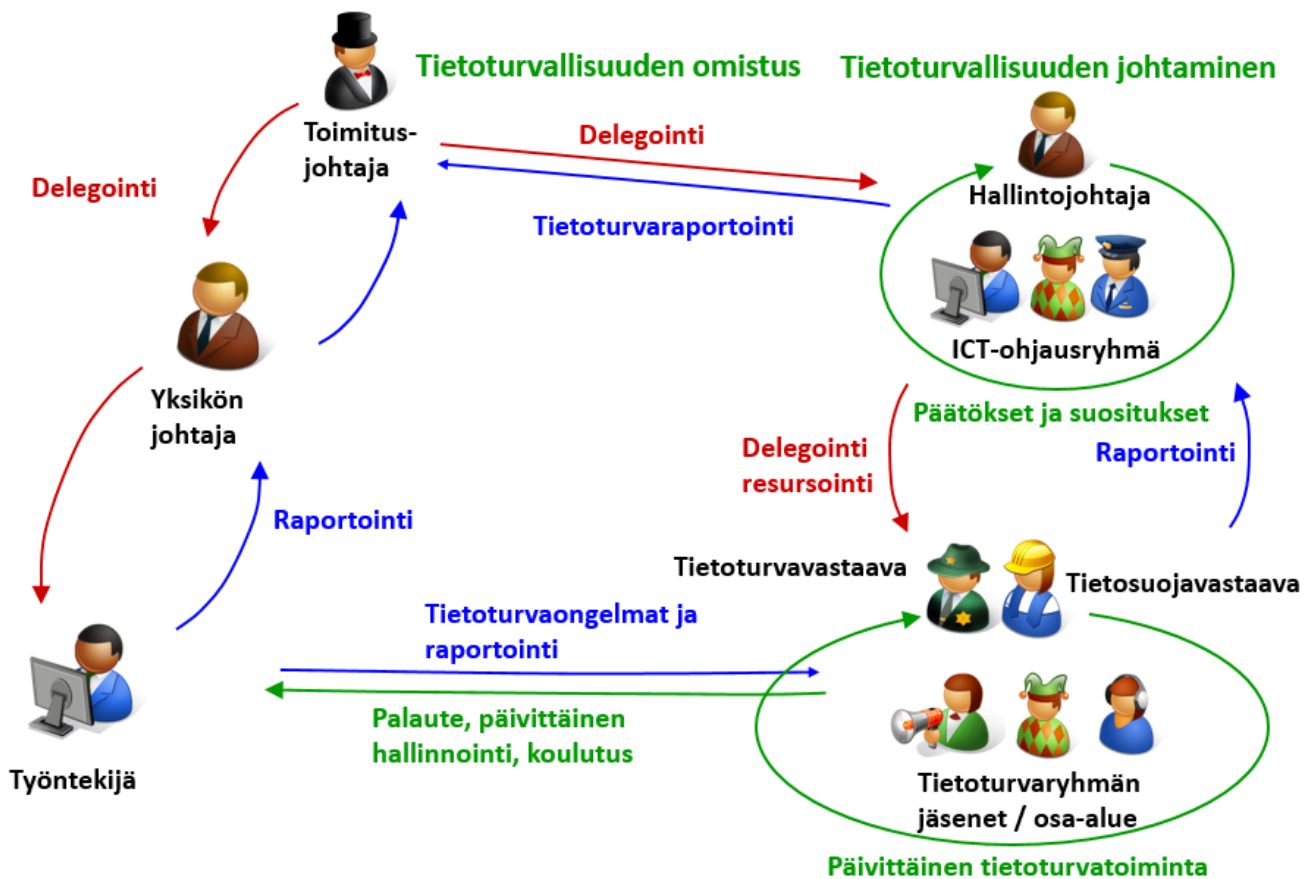 Tietoturvallisuuden omistus
Tietoturvallisuuden johtaminen
Toimitus-
johtaja
Delegointi
Delegointi
Tietoturvaraportointi
Hallintojohtaja
ICT-ohjausryhmä
Päätökset ja suositukset
Yksikön
johtaja
Delegointi
resursointi
Raportointi
Raportointi
Tietoturvavastaava
Tietosuojavastaava
Tietoturvaongelmat ja
raportointi
Palaute, päivittäinen
hallinnointi, koulutus
Työntekijä
Tietoturvaryhmän
jäsenet / osa-alue
Päivittäinen tietoturvatoiminta